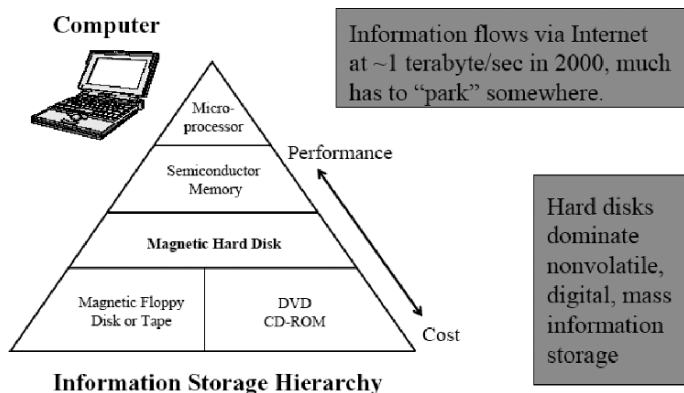 Computer
Information flows via Internet
at ~1 terabyte/sec in 2000, much
has to “park” somewhere.
Micro-
processor
Performance
Semiconductor
Memory
Magnetic Hard Disk
Magnetic Floppy
Disk or Tape
DVD
CD-ROM
Cost
Hard disks
dominate
nonvolatile,
digital, mass
information
storage
Information Storage Hierarchy